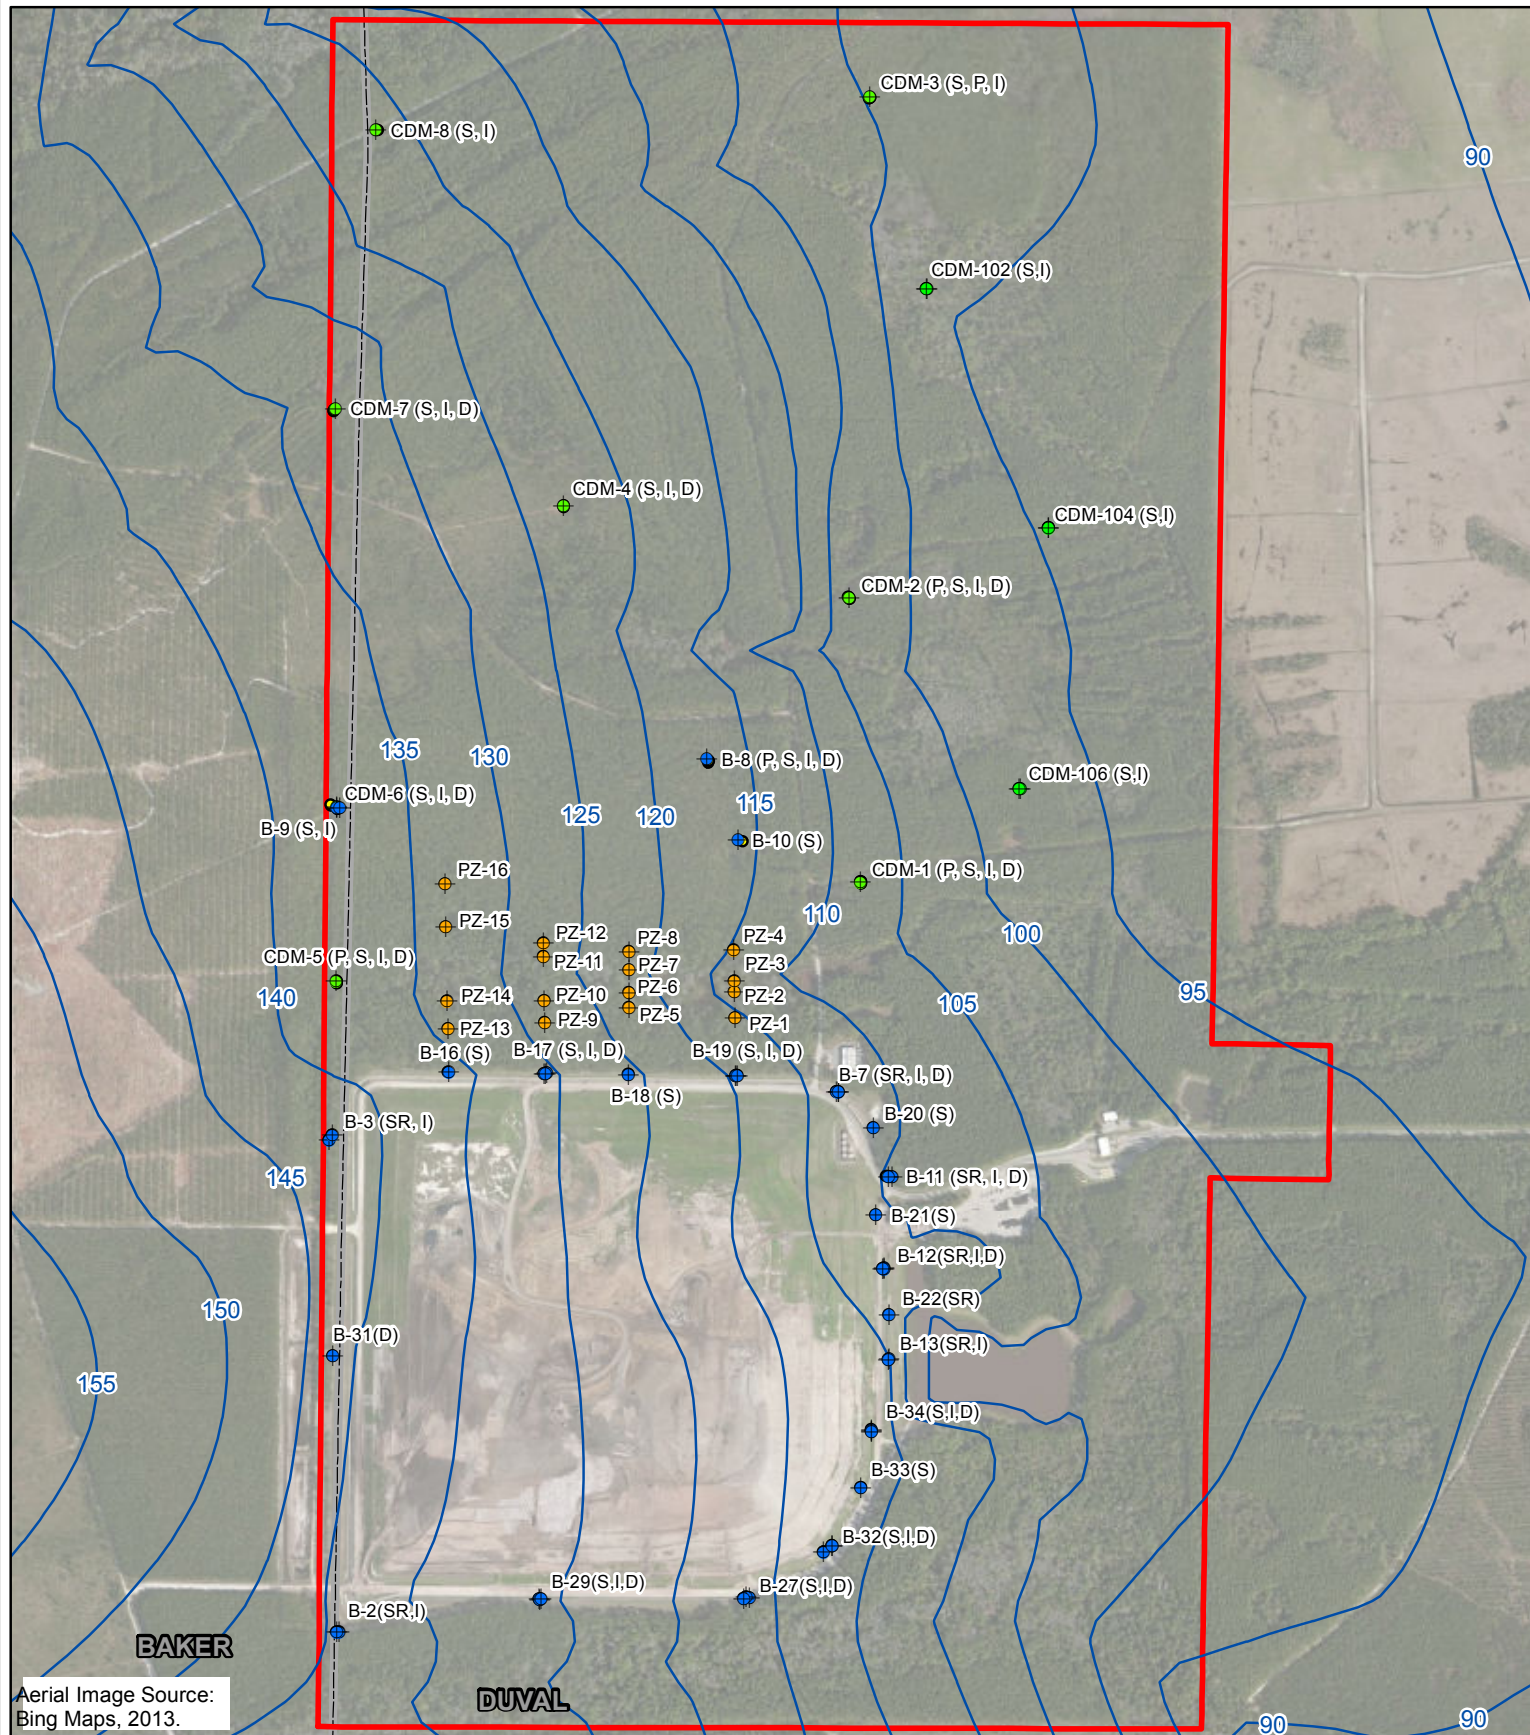 CDM-3 (S, P, I)
CDM-8 (S, I)
90
CDM-102 (S,I)
CDM-7 (S, I, D)
CDM-4 (S, I, D)
CDM-104 (S,I)
CDM-2 (P, S, I, D)
135
130
B-8 (P, S, I, D)
CDM-106 (S,I)
CDM-6 (S, I, D)
115
125
120
B-9 (S, I)
B-10 (S)
CDM-1 (P, S, I, D)
PZ-16
110
PZ-15
100
PZ-12
PZ-8
PZ-4
CDM-5 (P, S, I, D)
PZ-11
PZ-7
PZ-3
140
PZ-14
PZ-10
PZ-6
PZ-2
105
95
PZ-13
PZ-9
PZ-5
PZ-1
B-16 (S)
B-17 (S, I, D)
B-19 (S, I, D)
B-18 (S)
B-7 (SR, I, D)
B-3 (SR, I)
B-20 (S)
145
B-11 (SR, I, D)
B-21(S)
B-12(SR,I,D)
150
B-22(SR)
B-31(D)
B-13(SR,I)
155
B-34(S,I,D)
B-33(S)
B-32(S,I,D)
B-29(S,I,D)
B-27(S,I,D)
B-2(SR,I)
BAKER
DUVAL
Aerial Image Source:
Bing Maps, 2013.
90
90